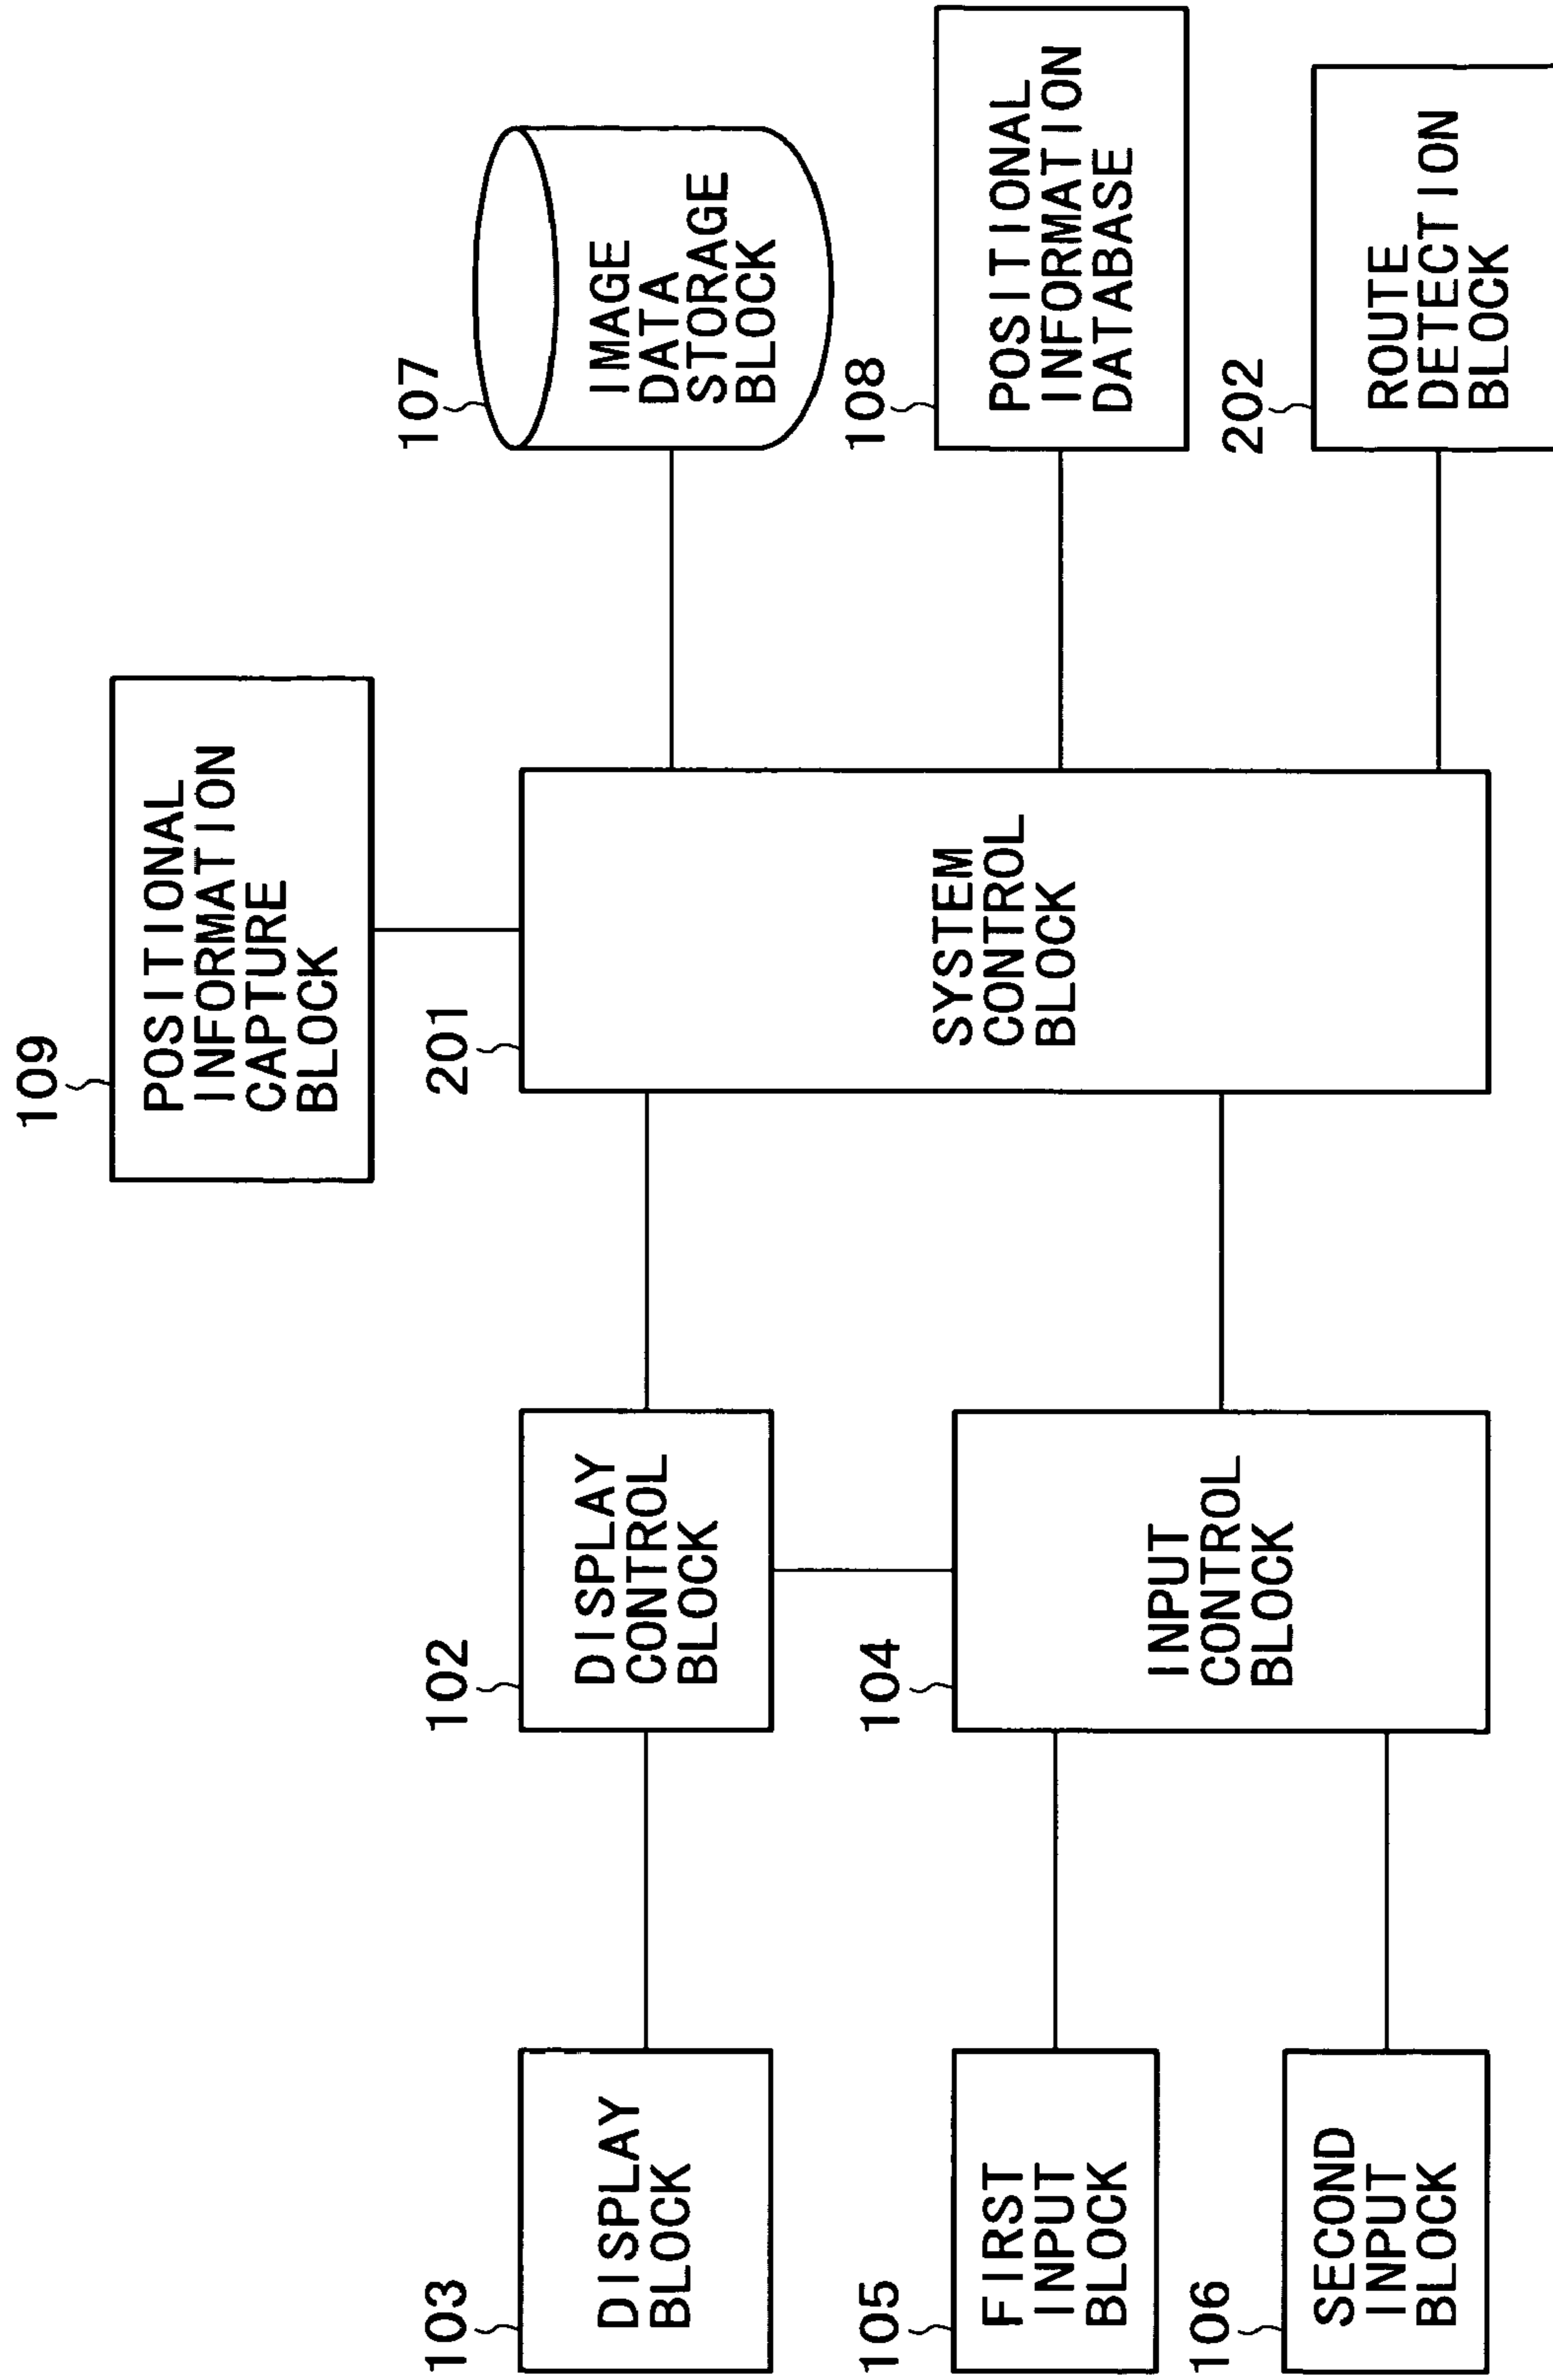 109
POSITIONAL
INFORMATION
CAPTURE
BLOCK
103
DISPLAY
BLOCK
102
DISPLAY
CONTROL
BLOCK
201
SYSTEM
CONTROL
BLOCK
107
IMAGE
DATA
STORAGE
BLOCK
105
FIRST
INPUT
BLOCK
104
INPUT
CONTROL
BLOCK
108
POSITIONAL
INFORMATION
DATABASE
106
SECOND
INPUT
BLOCK
202
ROUTE
DETECTION
BLOCK